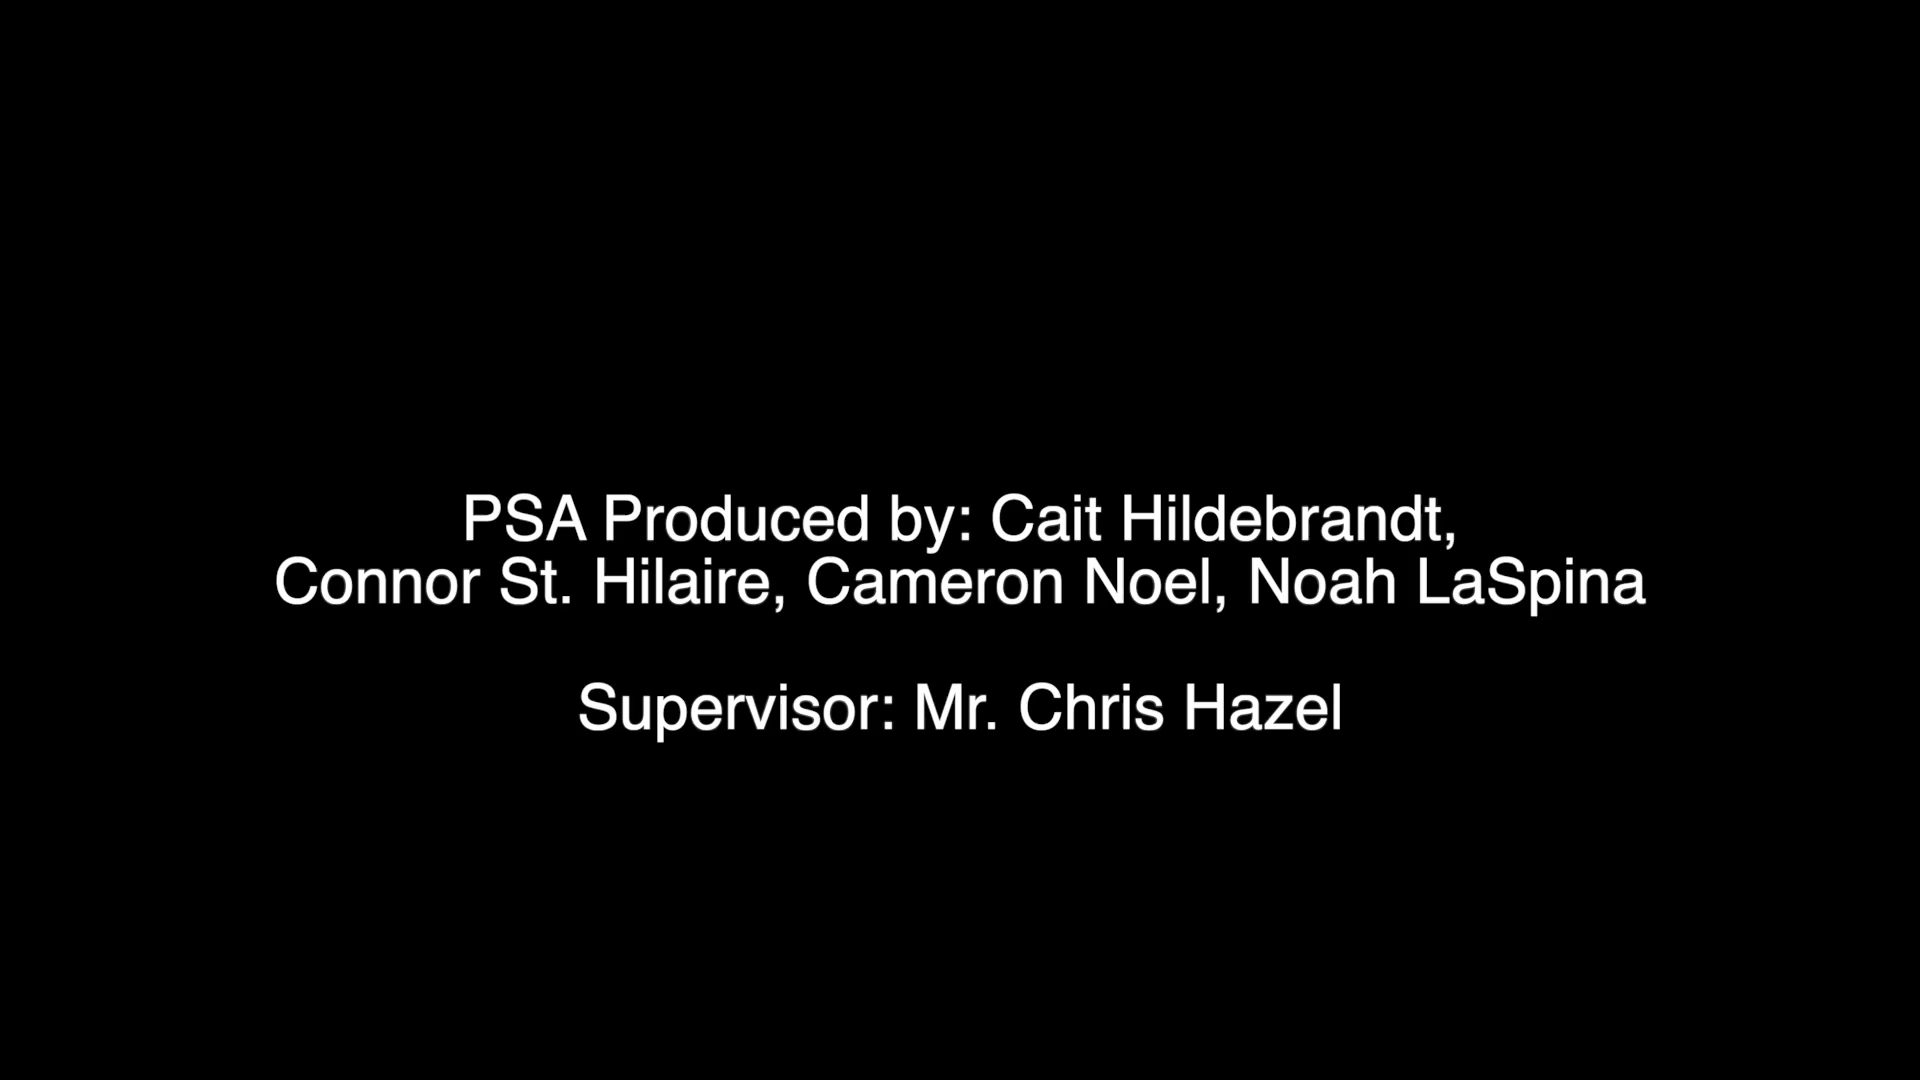 PSA Produced by: Cait Hildebrandt,
Connor St. Hilaire, Cameron Noel, Noah LaSpina
Supervisor: Mr. Chris Hazel